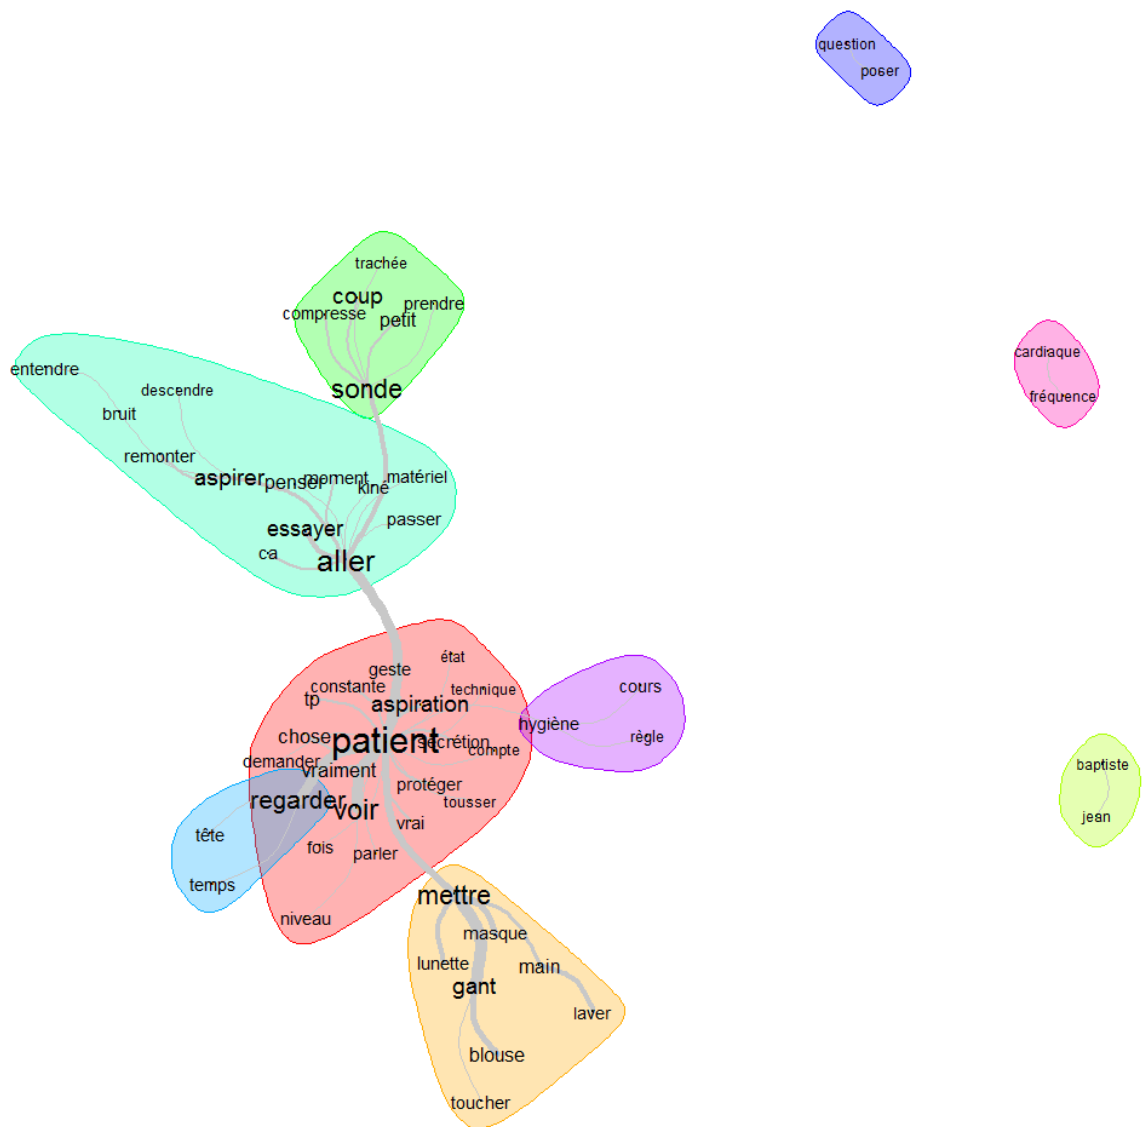 question
poser
trachée
coup
prendre
compresse
petit
cardiaque
entendre
sonde
descendre
fréquence
bruit
remonter
aspirer
penser
moment
matériel
kiné
essayer
passer
ca
aller
état
geste
constante
technique
cours
tp
aspiration
hygiène
chose
patient
sécrétion
règle
compte
demander
vraiment
baptiste
protéger
regarder
voir
tousser
jean
vrai
tête
fois
parler
temps
mettre
niveau
masque
lunette
main
gant
laver
blouse
toucher